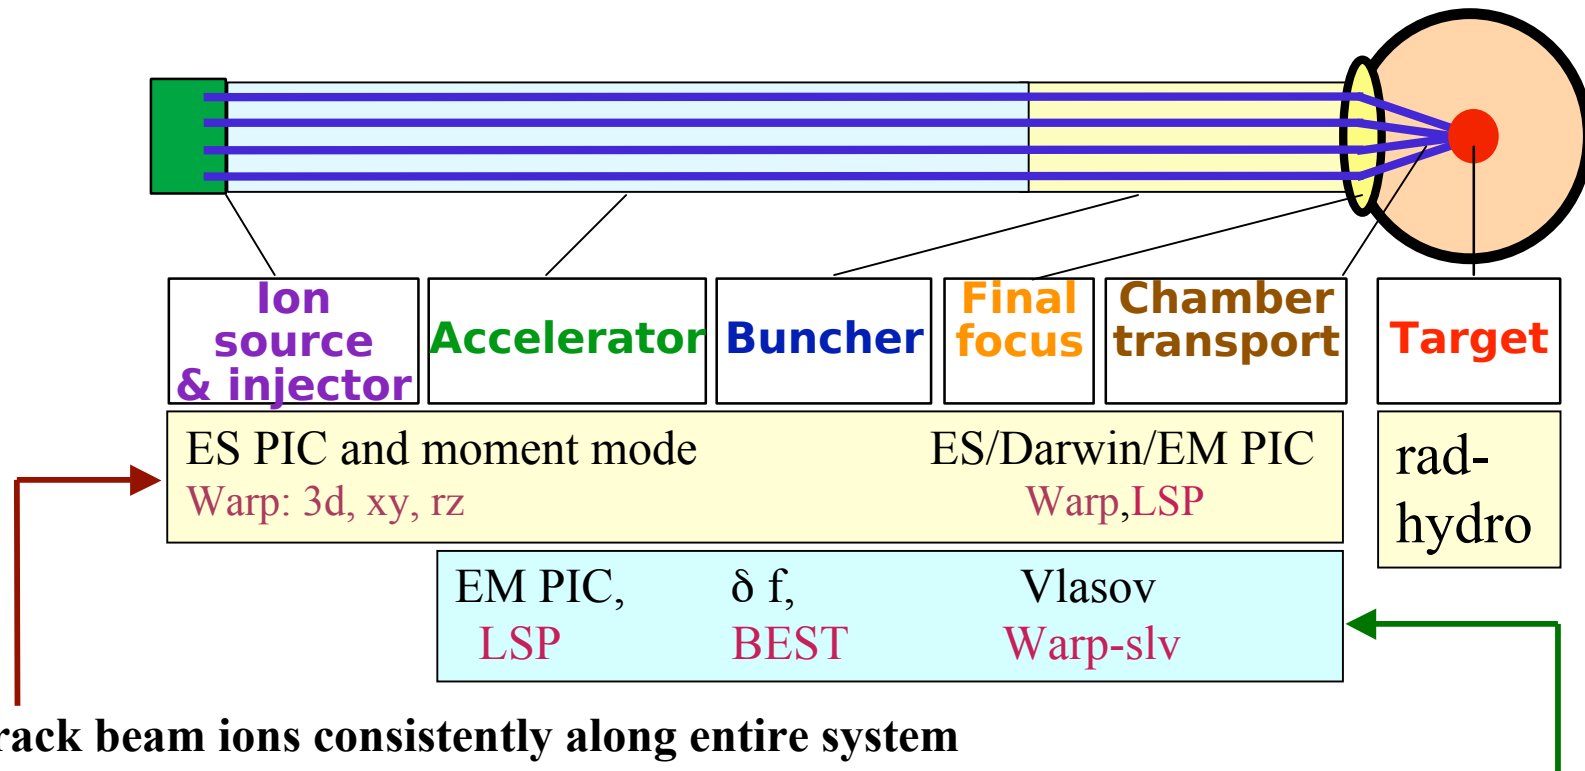 Ion
source
& injector
Accelerator
Buncher
Final
focus
Chamber
transport
Target
ES PIC and moment mode
ES/Darwin/EM PIC
Warp: 3d, xy, rz
Warp,LSP
rad-
hydro
EM PIC,
δ f,
Vlasov
LSP
BEST
Warp-slv
rack beam ions consistently along entire system